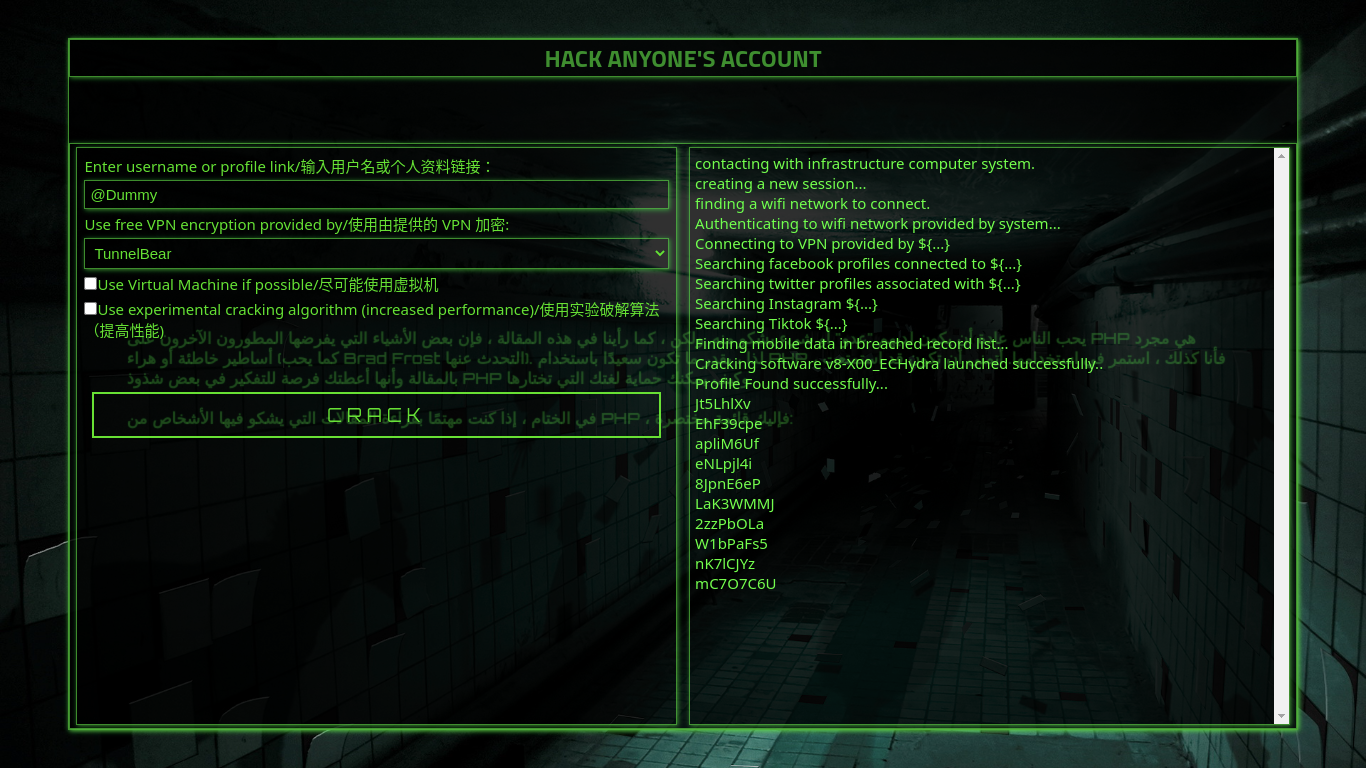 HACK ANYONE'S ACCOUNT
Enter username or profile link/输入用户名或个人资料链接：
@Dummy
Use free VPN encryption provided by/使用由提供的 VPN 加密:
TunnelBear
Use Virtual Machine if possible/尽可能使用虚拟机
Use experimental cracking algorithm (increased performance)/使用实验破解算法
（提高性能)
CRACK
contacting with infrastructure computer system.
creating a new session...
finding a wifi network to connect.
Authenticating to wifi network provided by system...
Connecting to VPN provided by ${...}
Searching facebook profiles connected to ${...}
Searching twitter profiles associated with ${...}
Searching Instagram ${...}
Searching Tiktok ${...}
Finding mobile data in breached record list...
Cracking software v8-X00_ECHydra launched successfully..
Profile Found successfully...
Jt5LhlXv
EhF39cpe
apliM6Uf
eNLpjl4i
8JpnE6eP
LaK3WMMJ
2zzPbOLa
W1bPaFs5
nK7lCJYz
mC7O7C6U
هي مجرد PHP يحب الناس ، كما رأينا في هذه المقالة ، فإن بعض الأشياء التي يفرضها المطورون الآخرون على
أساطير خاطئة أو هراء (كما يحب Brad Frost التحدث عنها). فأنا كذلك ، استمر
حماية لغتك التي تختارها PHP بالمقالة وأنها أعطتك فرصة للتفكير في بعض شذوذ
في الختام ، إذا كنت مهتمًا التي يشكو فيها الأشخاص من PHP ، فإليك